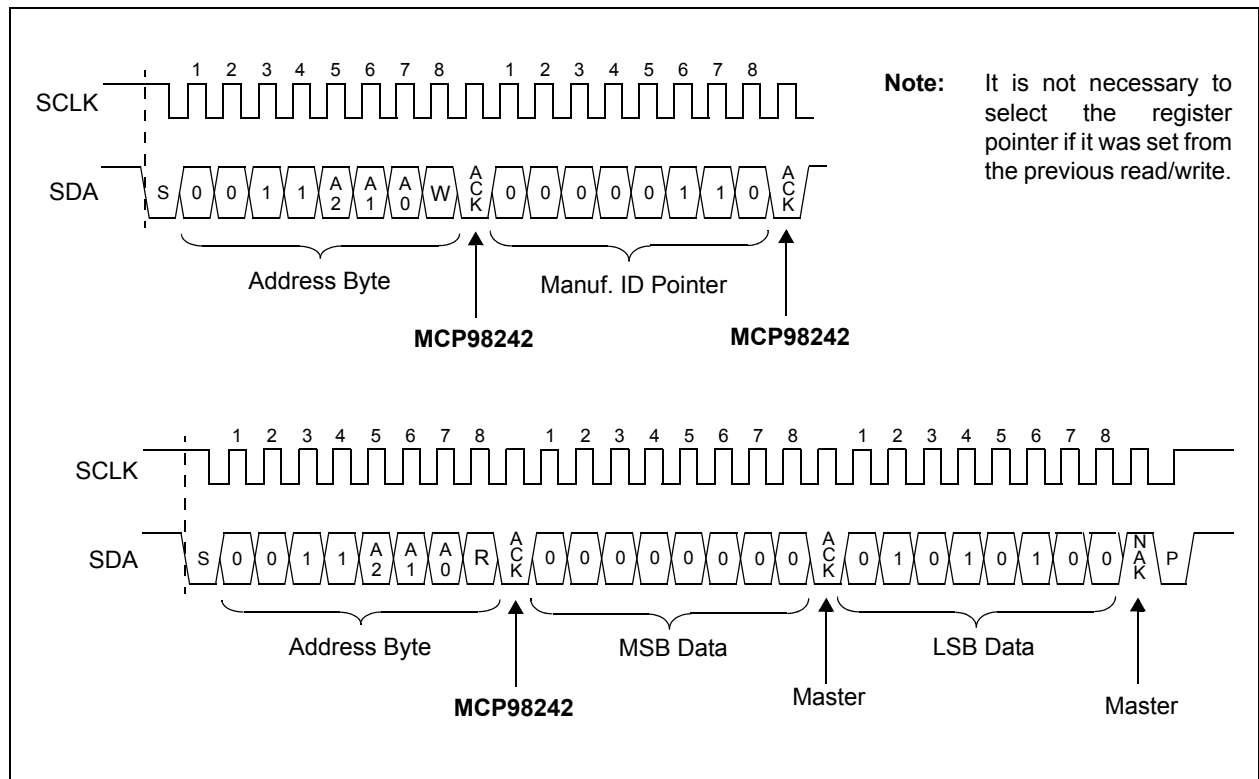 1 2 3 4 5 6 7 8 1 2 3 4 5 6 7 8
SCLK
SDA
S 0 0 1 1 A2 A1 A0 W ACK 0 0 0 0 0 1 1 0 ACK
Address Byte
Manuf. ID Pointer
MCP98242
MCP98242
Note: It is not necessary to
select the register
pointer if it was set from
the previous read/write.
1 2 3 4 5 6 7 8 1 2 3 4 5 6 7 8 1 2 3 4 5 6 7 8
SCLK
SDA
S 0 0 1 1 A2 A1 A0 R ACK 0 0 0 0 0 0 0 0 ACK 0 1 0 1 0 1 0 0 NAK P
Address Byte
MSB Data
LSB Data
MCP98242
Master
Master